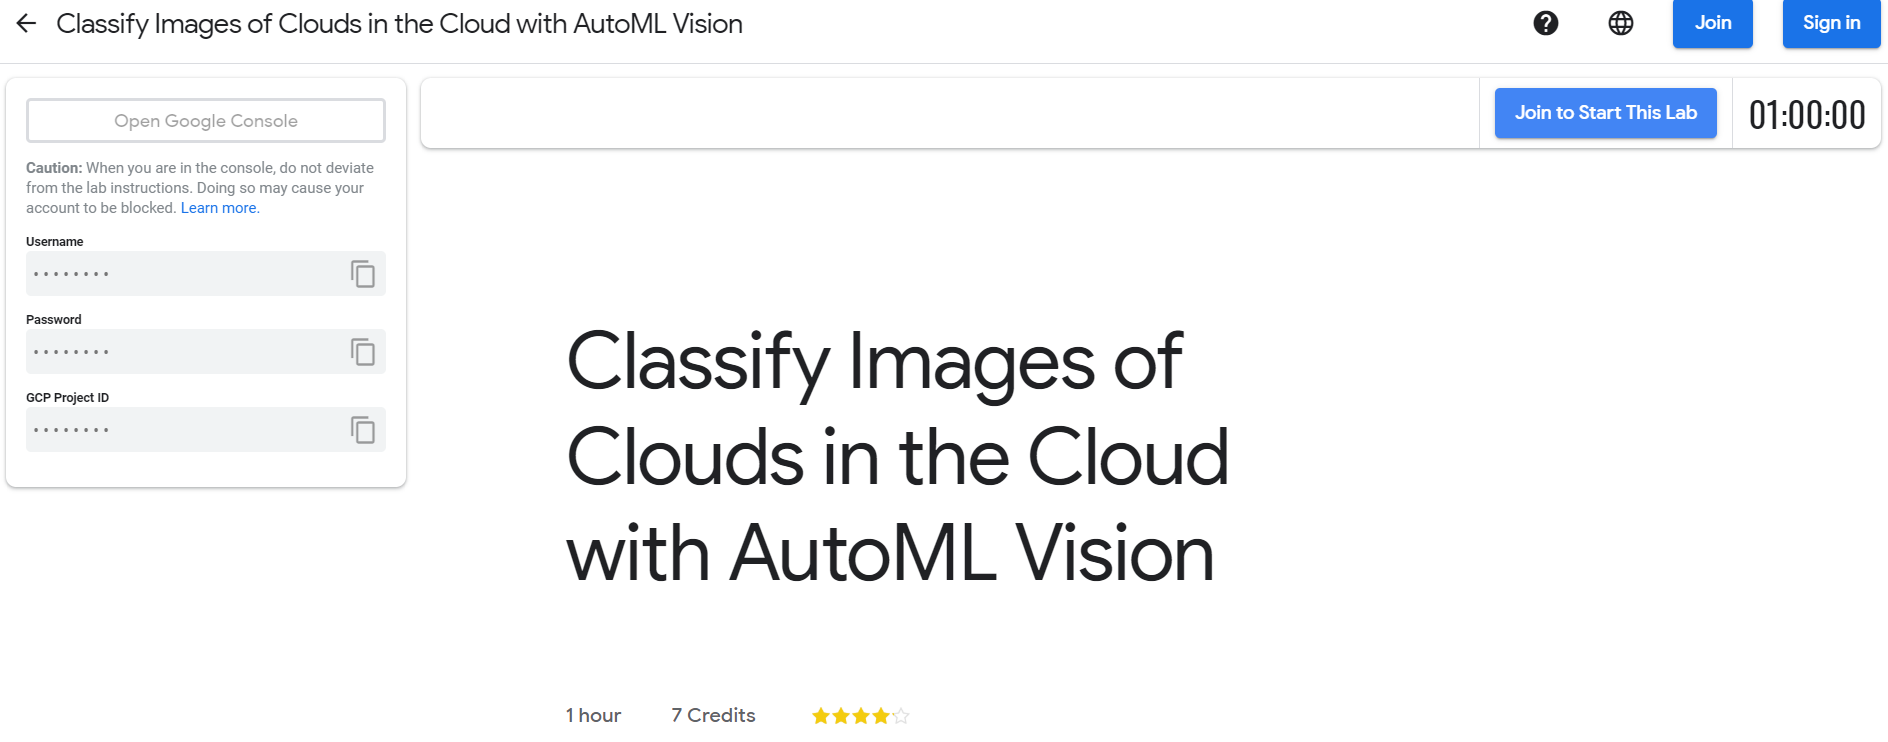 Classify Images of Clouds in the Cloud with AutoML Vision
Join
Sign in
Open Google Console
Caution: When you are in the console, do not deviate
from the lab instructions. Doing so may cause your
account to be blocked. Learn more.
Username
••••••••
Password
••••••••
GCP Project ID
••••••••
Join to Start This Lab
01:00:00
Classify Images of
Clouds in the Cloud
with AutoML Vision
1 hour
7 Credits